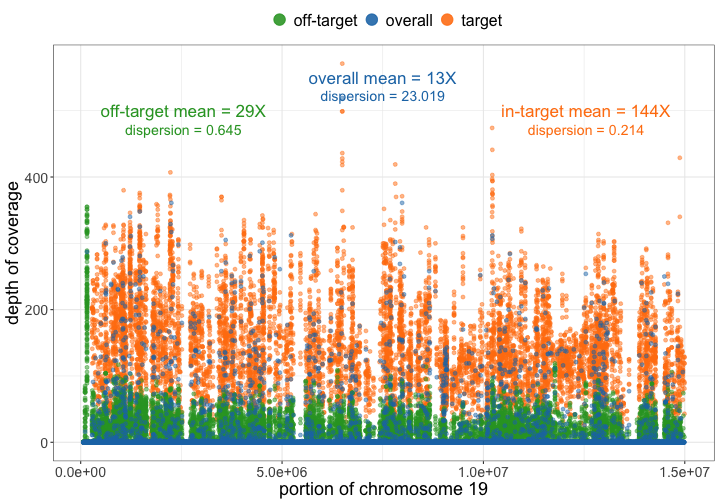 off-target overall target
overall mean = 13X
dispersion = 23.019
off-target mean = 29X
dispersion = 0.645
in-target mean = 144X
dispersion = 0.214
depth of coverage
400
200
0
0.0e+00 5.0e+06 1.0e+07 1.5e+07
portion of chromosome 19